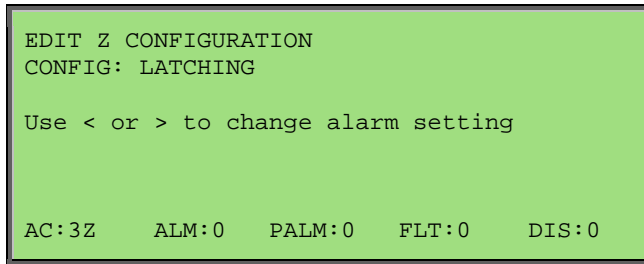 EDIT Z CONFIGURATION
CONFIG: LATCHING
Use < or > to change alarm setting
AC:3Z ALM:0 PALM:0 FLT:0 DIS:0